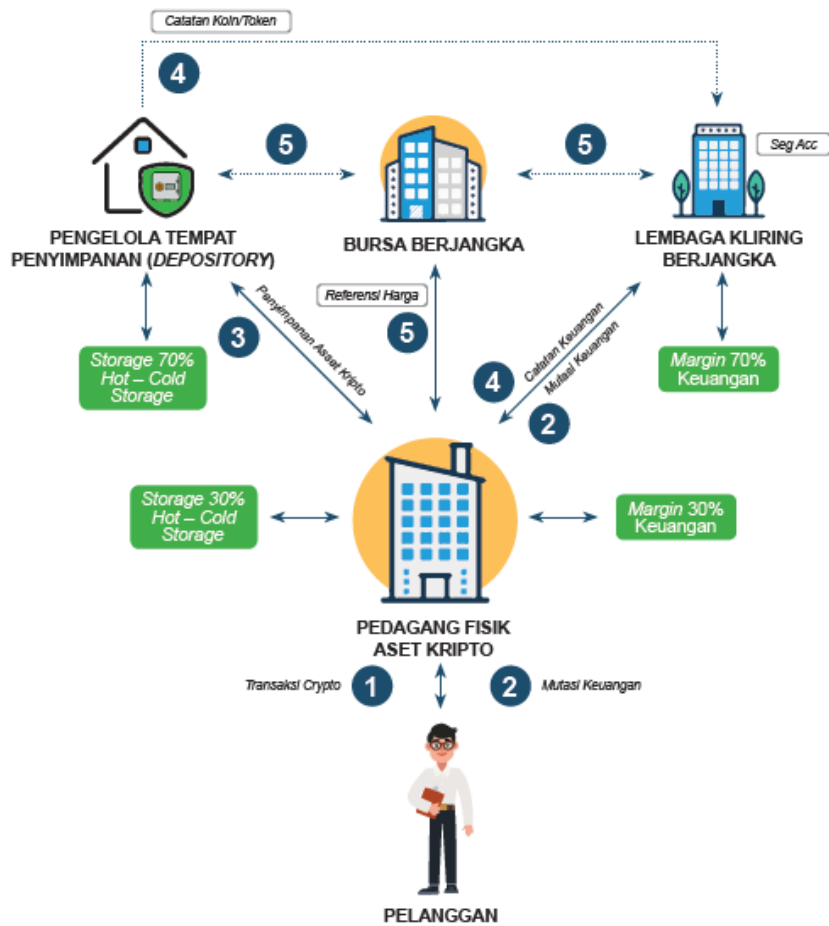 Catatan Koln/Token
4
5
5
Seg Acc
PENGELOLA TEMPAT
PENYIMPANAN (DEPOSITORY)
BURSA BERJANGKA
LEMBAGA KLIRING
BERJANGKA
Referensi Harga
3
Penyimpanan Asset Kripto
5
Catatan Keuangan
Mutasi Keuangan
4
2
Storage 70%
Hot – Cold
Storage
Margin 70%
Keuangan
Storage 30%
Hot – Cold
Storage
Margin 30%
Keuangan
PEDAGANG FISIK
ASET KRIPTO
Transaksi Crypto
1
2
Mutasi Keuangan
PELANGGAN